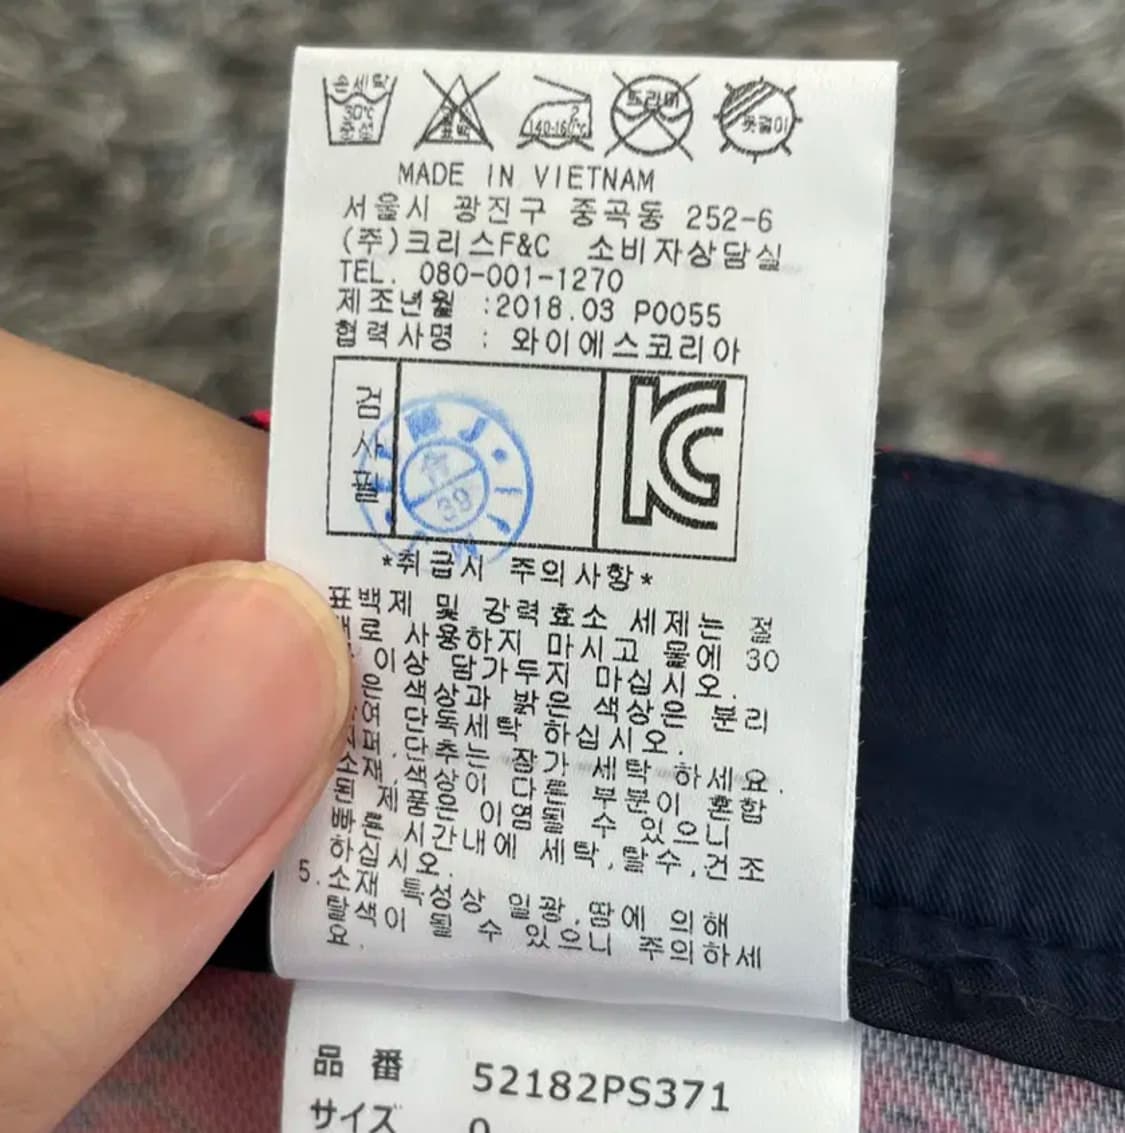 손세탁
30℃
중성
표백
2
140-160℃
드라이
옷걸이
MADE IN VIETNAM
서울시 광진구 중곡동 252-6
(주)크리스F&C 소비자상담실
TEL. 080-001-1270
제조년월 :2018.03 P0055
협력사명 : 와이에스코리아
검사필
39
KC
*취급시 주의사항*
표백제 및 강력효소 세제는 절
대로 사용하지 마시고 물에 30
이상 담가두지 마십시오.
은 색상과 밝은 색상은 분리
여 단독세탁 하십시오.
퍼.단추는 잠가 세탁 하세요.
소재.색상이 다른 부분이 혼합
된 제품은 이염될 수 있으니
빠른 시간내에 세탁,탈수,건조
하십시오.
5.소재 특성상 일광.땀에 의해
탈색이 될 수 있으니 주의하세
요.
品 番 52182PS371
サイズ